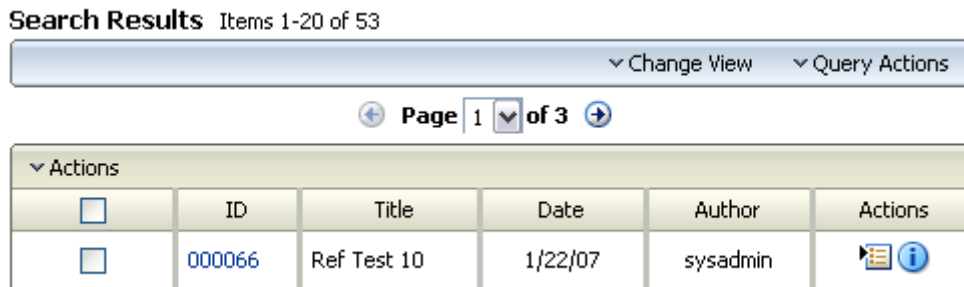 Search Results Items 1-20 of 53
Change View Query Actions
Page 1 of 3
Actions
ID Title Date Author Actions
000066 Ref Test 10 1/22/07 sysadmin